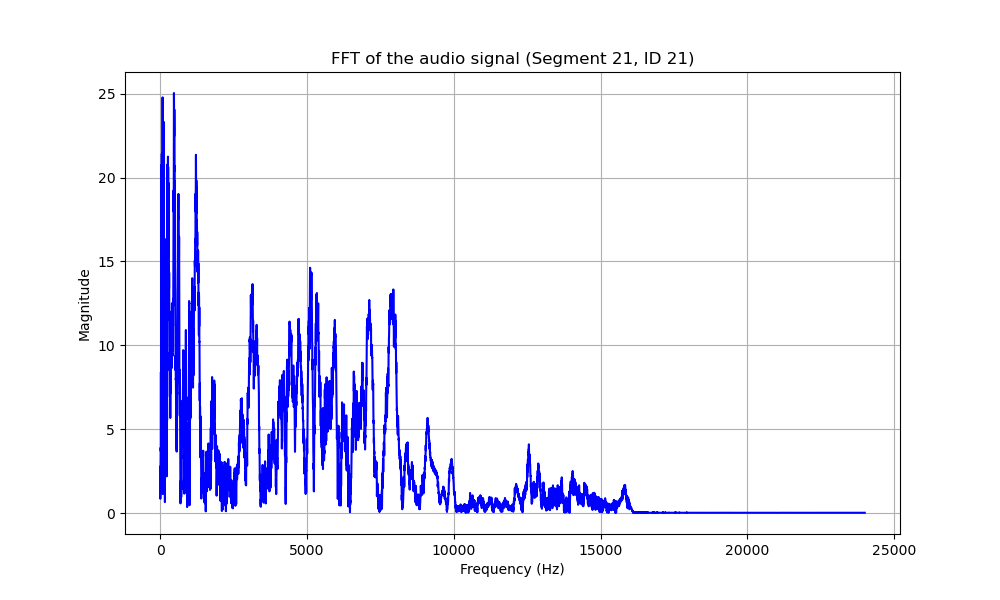 FFT of the audio signal (Segment 21, ID 21)
25
20
15
10
5
0
Magnitude
0 5000 10000 15000 20000 25000
Frequency (Hz)